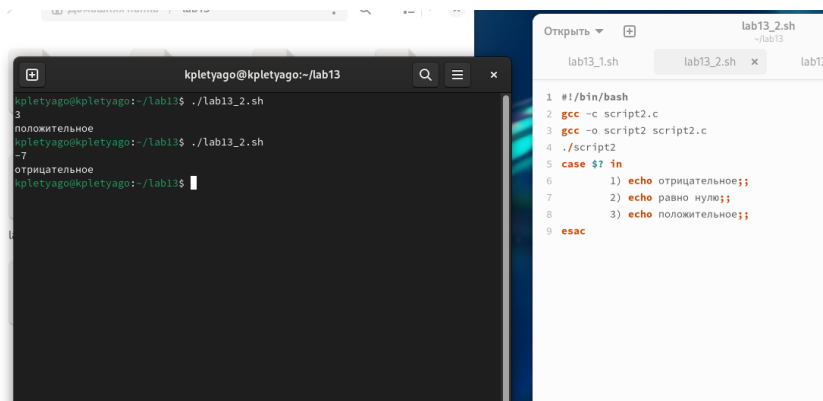 Открыть
lab13_2.sh
~/lab13
lab13_1.sh
lab13_2.sh ×
kpletyago@kpletyago:~/lab13
kpletyago@kpletyago:~/lab13$ ./lab13_2.sh
3
положительное
kpletyago@kpletyago:~/lab13$ ./lab13_2.sh
-7
отрицательное
kpletyago@kpletyago:~/lab13$
1 #!/bin/bash
2 gcc -c script2.c
3 gcc -o script2 script2.c
4 ./script2
5 case $? in
6 1) echo отрицательное;;
7 2) echo равно нулю;;
8 3) echo положительное;;
9 esac